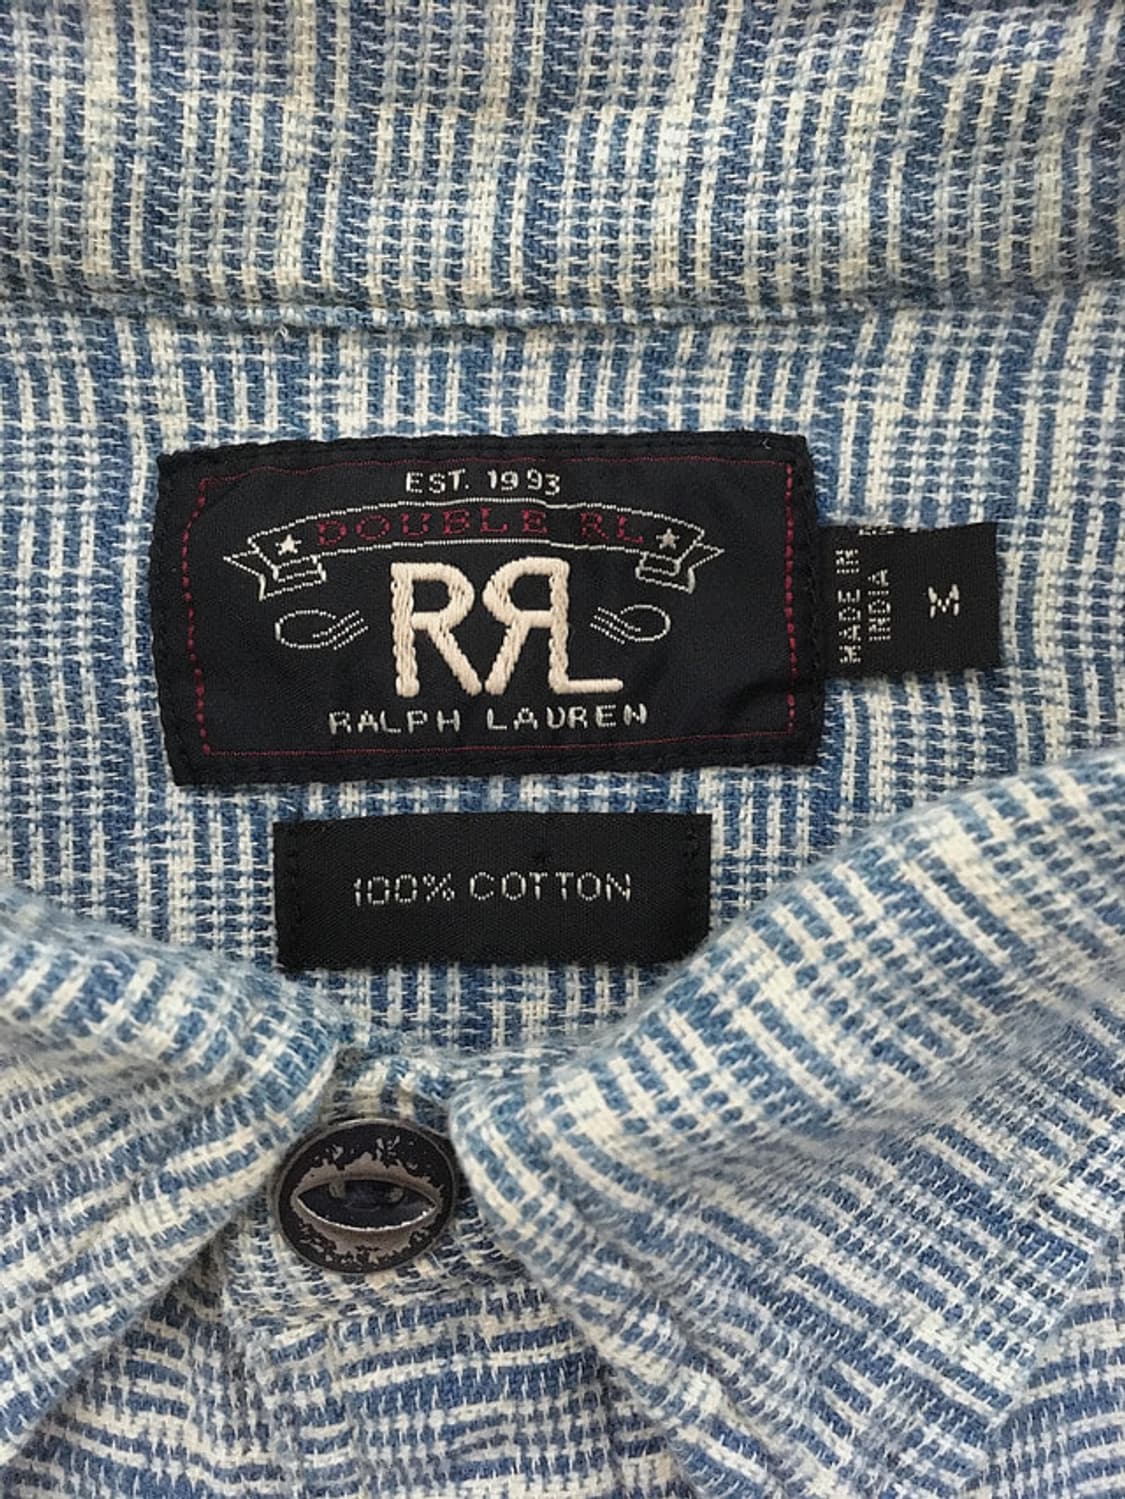 EST. 1993
DOUBLE RL
RRL
RALPH LAUREN
MADE IN
INDIA
M
100% COTTON